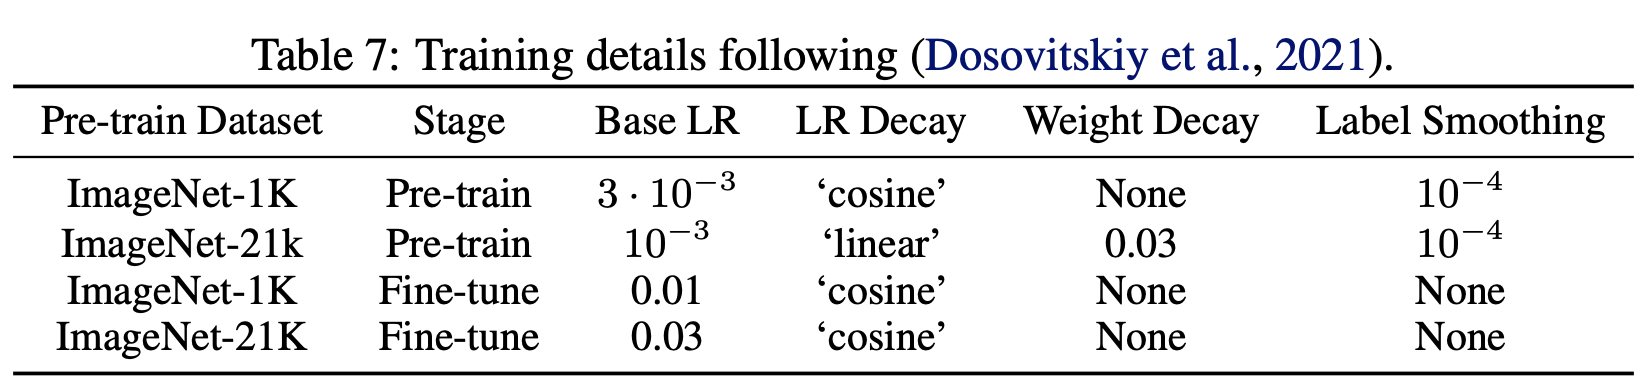 Table 7: Training details following (Dosovitskiy et al., 2021).
Pre-train Dataset Stage Base LR LR Decay Weight Decay Label Smoothing
ImageNet-1K Pre-train 3 · 10⁻³ ‘cosine’ None 10⁻⁴
ImageNet-21k Pre-train 10⁻³ ‘linear’ 0.03 10⁻⁴
ImageNet-1K Fine-tune 0.01 ‘cosine’ None None
ImageNet-21K Fine-tune 0.03 ‘cosine’ None None